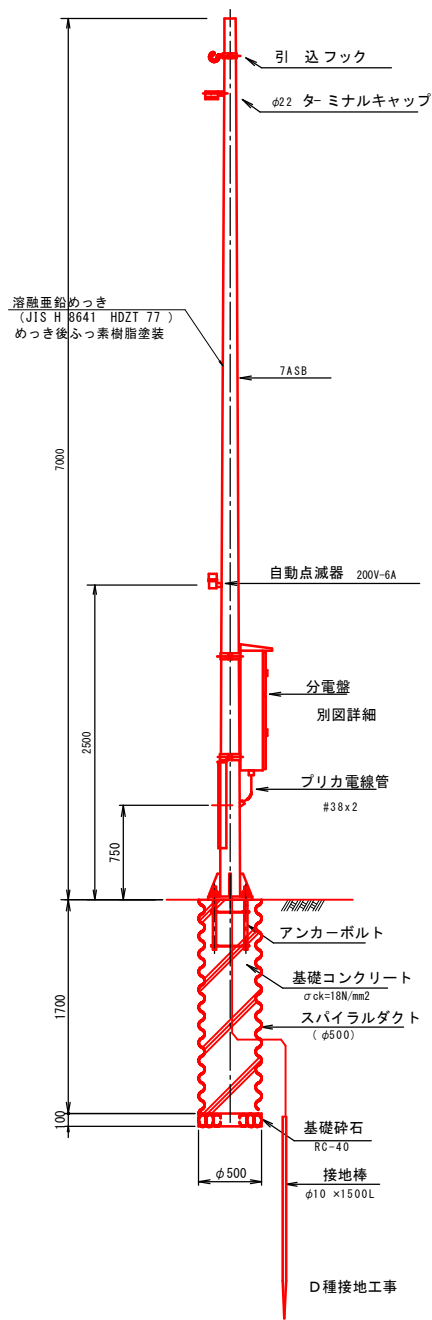 引 込 フック
φ22 ターミナルキャップ
溶融亜鉛めっき
(JIS H 8641 HDZT 77 )
めっき後ふっ素樹脂塗装
7ASB
7000
自動点滅器 200V-6A
分電盤
別図詳細
2500
プリカ電線管
#38x2
750
アンカーボルト
基礎コンクリート
σck=18N/mm2
スパイラルダクト
( φ500)
1700
100
基礎砕石
RC-40
φ500
接地棒
φ10 ×1500L
D種接地工事